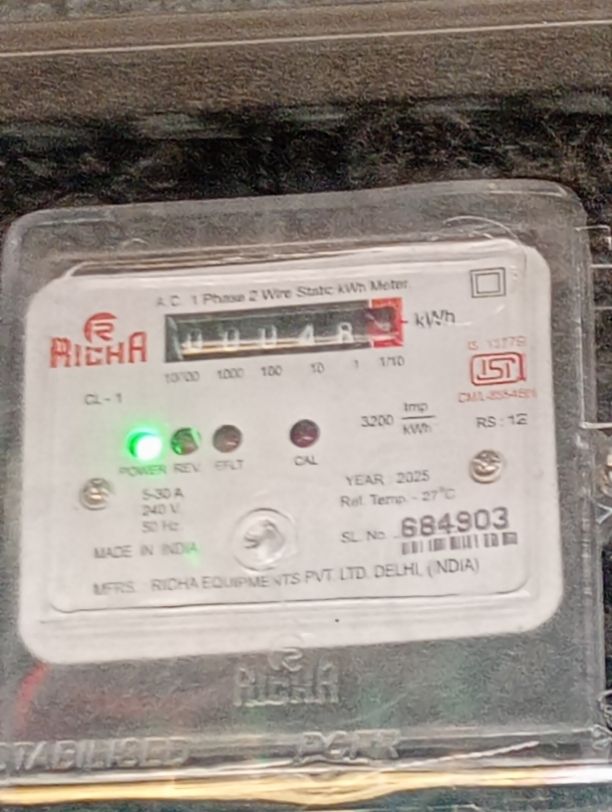 A.C. 1 Phase 2 Wire Static kWh Meter
RICHA
00048
kWh
10000 1000 100 10 1 1/10
IS 13779
ISI
CL - 1
3200 Imp/kWh
RS : 12
POWER REV. E/FLT CAL
5-30 A
240 V
50 Hz
YEAR : 2025
Ref. Temp. - 27°C
SL. No. 684903
MADE IN INDIA
MFRS. RICHA EQUIPMENTS PVT. LTD. DELHI, (INDIA)
RICHA